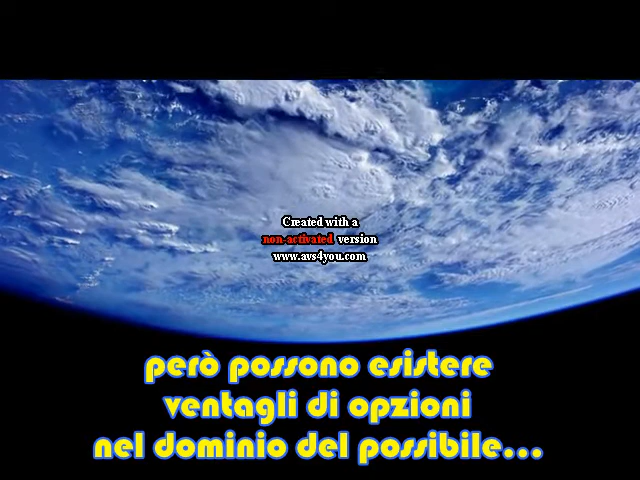 Created with a
non-activated version
www.avs4you.com
però possono esistere
ventagli di opzioni
nel dominio del possibile...